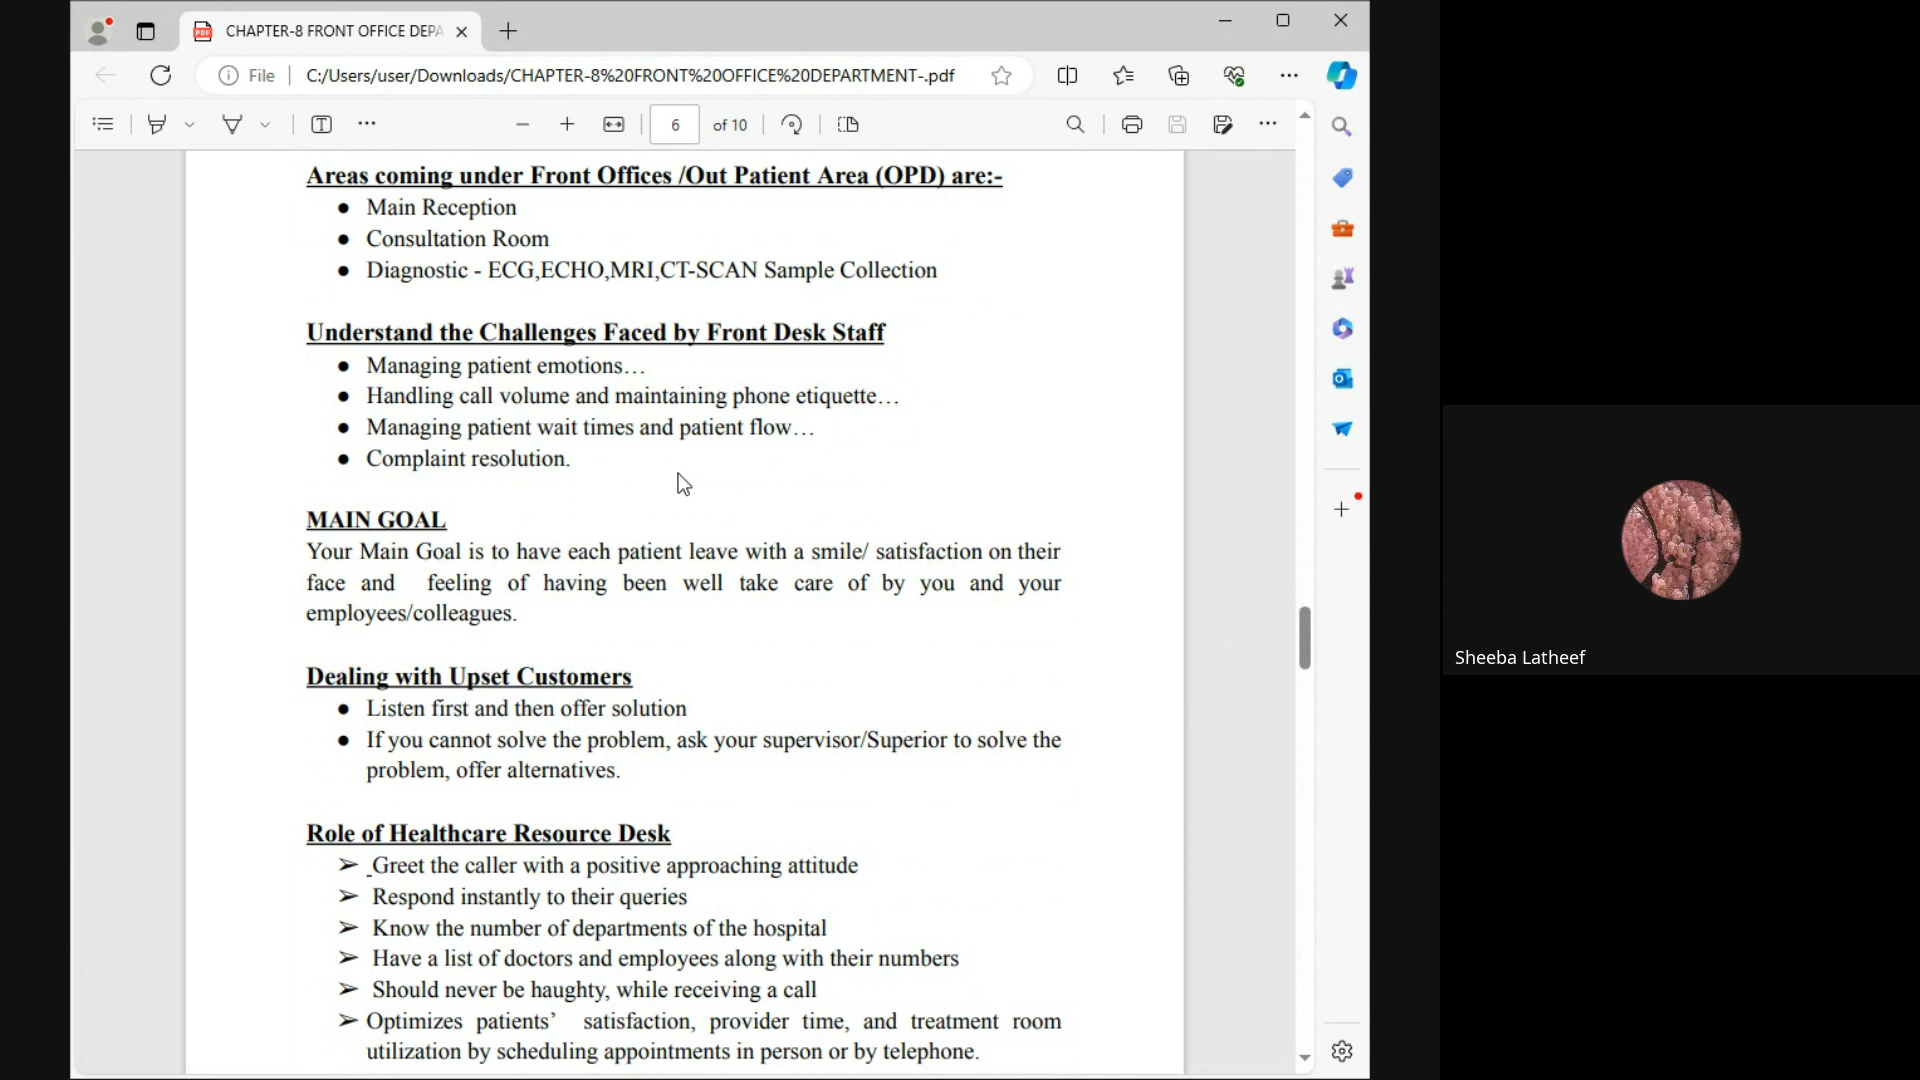 CHAPTER-8 FRONT OFFICE DEPA
File
C:/Users/user/Downloads/CHAPTER-8%20FRONT%20OFFICE%20DEPARTMENT-.pdf
6 of 10
Areas coming under Front Offices /Out Patient Area (OPD) are:-
● Main Reception
● Consultation Room
● Diagnostic - ECG,ECHO,MRI,CT-SCAN Sample Collection
Understand the Challenges Faced by Front Desk Staff
● Managing patient emotions…
● Handling call volume and maintaining phone etiquette…
● Managing patient wait times and patient flow…
● Complaint resolution.
MAIN GOAL
Your Main Goal is to have each patient leave with a smile/ satisfaction on their
face and feeling of having been well take care of by you and your
employees/colleagues.
Dealing with Upset Customers
● Listen first and then offer solution
● If you cannot solve the problem, ask your supervisor/Superior to solve the
problem, offer alternatives.
Role of Healthcare Resource Desk
➢ Greet the caller with a positive approaching attitude
➢ Respond instantly to their queries
➢ Know the number of departments of the hospital
➢ Have a list of doctors and employees along with their numbers
➢ Should never be haughty, while receiving a call
➢ Optimizes patients’ satisfaction, provider time, and treatment room
utilization by scheduling appointments in person or by telephone.
Sheeba Latheef